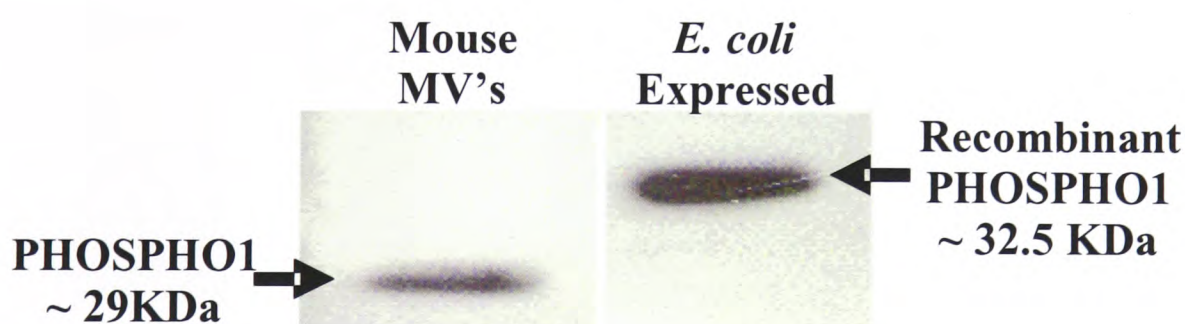 Mouse
MV's
E. coli
Expressed
Recombinant
PHOSPHO1
~ 32.5 KDa
PHOSPHO1
~ 29KDa